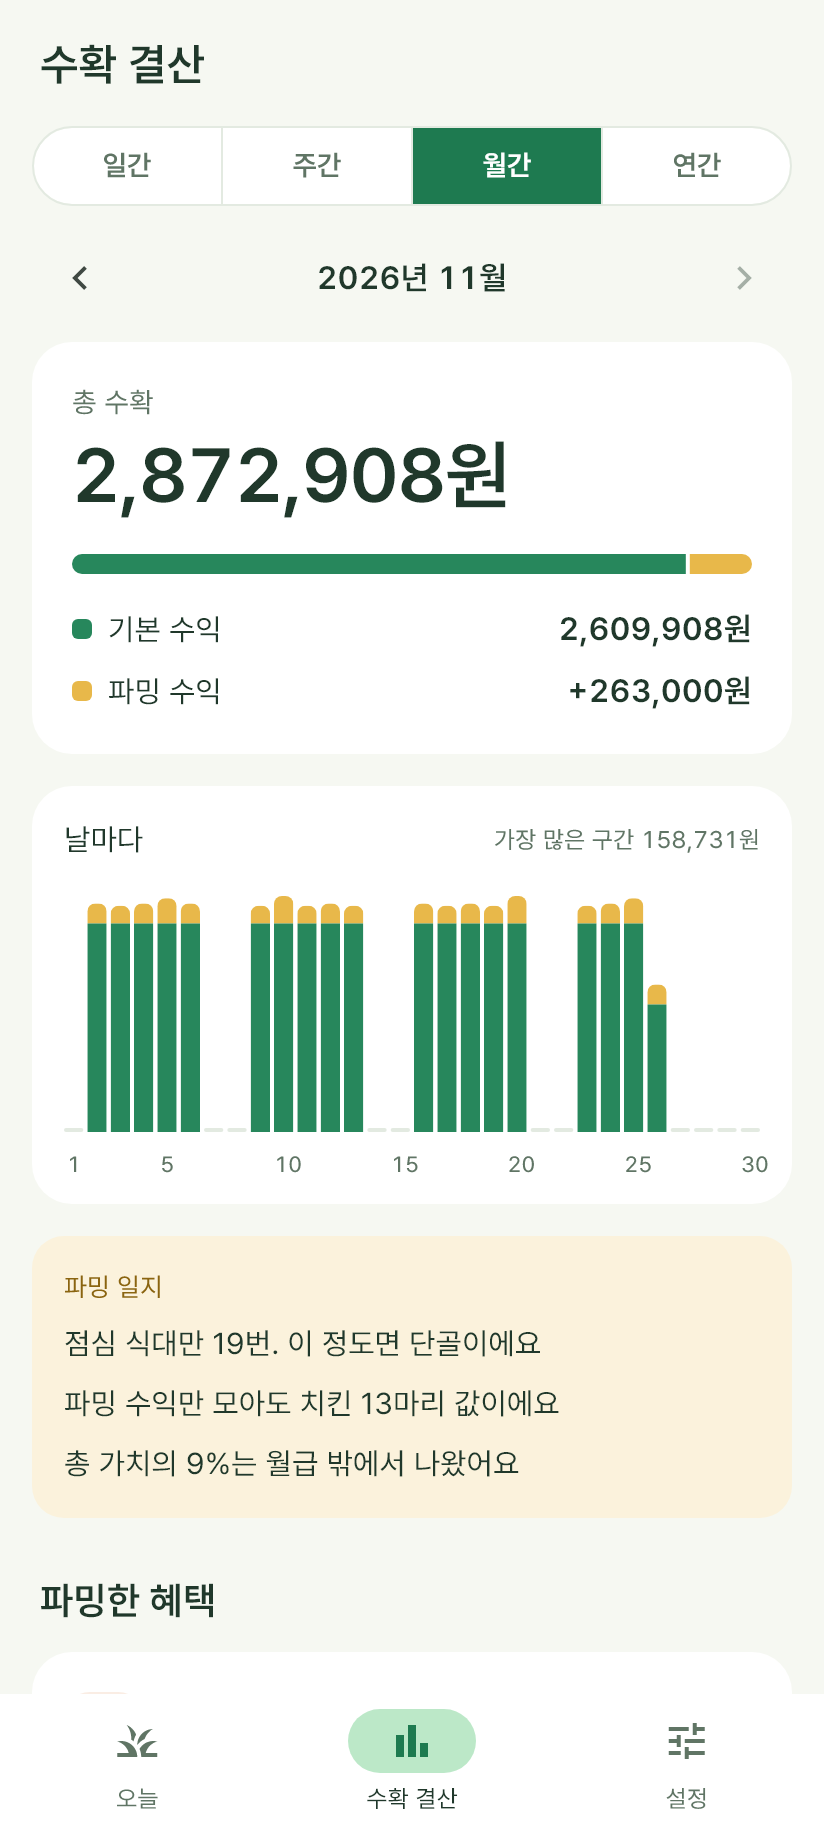 수확 결산
일간 주간 월간 연간
2026년 11월
총 수확
2,872,908원
기본 수익 2,609,908원
파밍 수익 +263,000원
날마다 가장 많은 구간 158,731원
1 5 10 15 20 25 30
파밍 일지
점심 식대만 19번. 이 정도면 단골이에요
파밍 수익만 모아도 치킨 13마리 값이에요
총 가치의 9%는 월급 밖에서 나왔어요
파밍한 혜택
오늘 수확 결산 설정